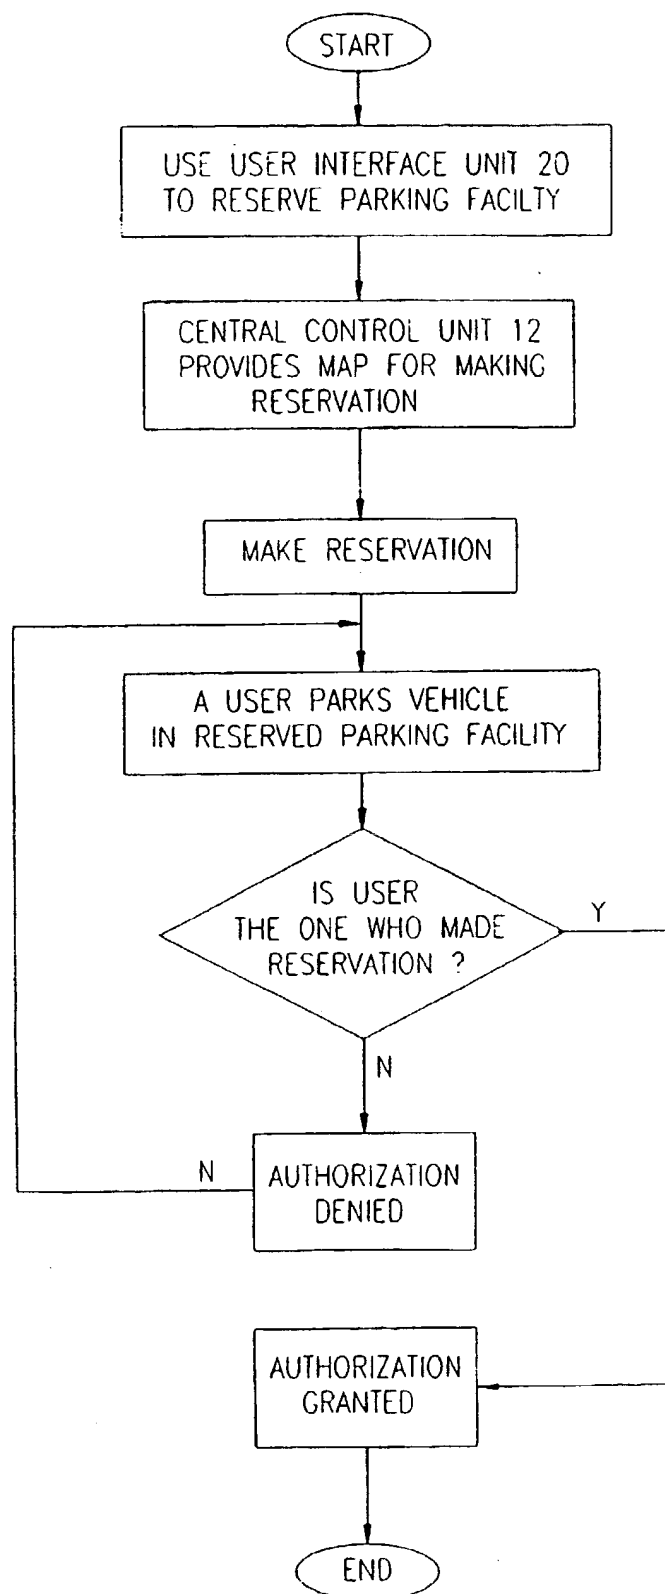 START
USE USER INTERFACE UNIT 20
TO RESERVE PARKING FACILTY
CENTRAL CONTROL UNIT 12
PROVIDES MAP FOR MAKING
RESERVATION
MAKE RESERVATION
A USER PARKS VEHICLE
IN RESERVED PARKING FACILITY
IS USER
THE ONE WHO MADE
RESERVATION ?
Y
N
N
AUTHORIZATION
DENIED
AUTHORIZATION
GRANTED
END